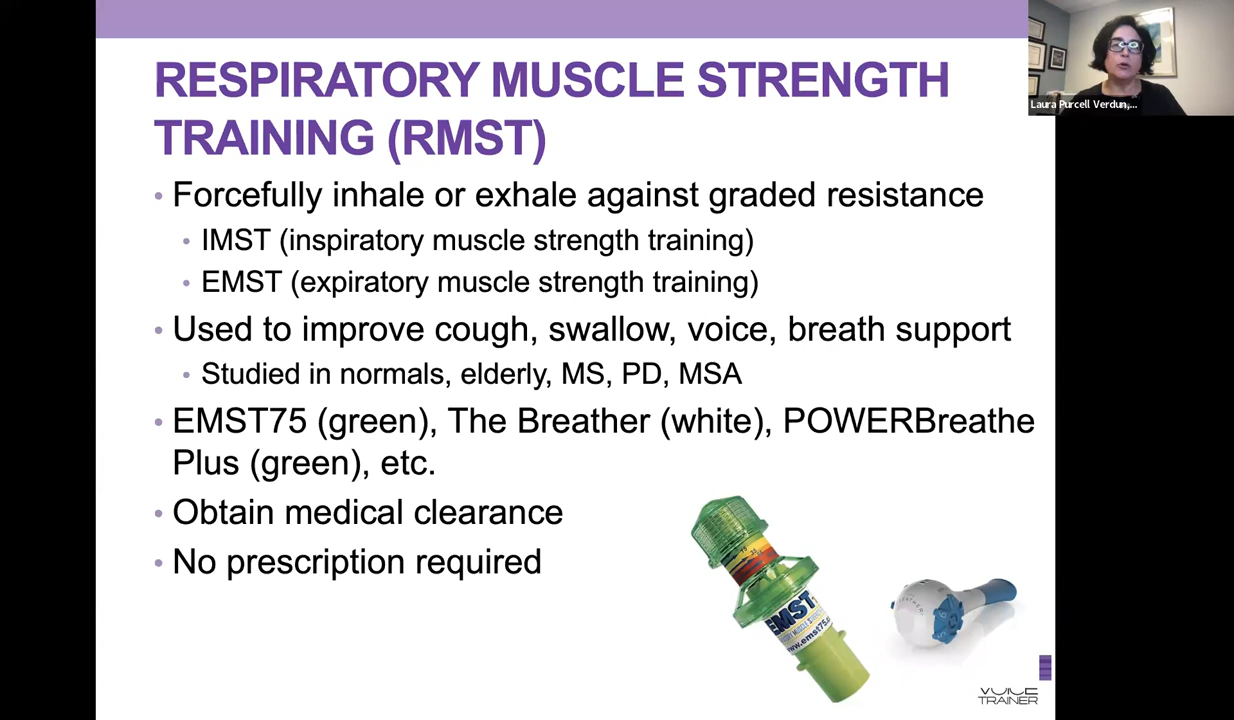 RESPIRATORY MUSCLE STRENGTH
TRAINING (RMST)
• Forcefully inhale or exhale against graded resistance
• IMST (inspiratory muscle strength training)
• EMST (expiratory muscle strength training)
• Used to improve cough, swallow, voice, breath support
• Studied in normals, elderly, MS, PD, MSA
• EMST75 (green), The Breather (white), POWERBreathe
Plus (green), etc.
• Obtain medical clearance
• No prescription required
Laura Purcell Verdun,...
EMST
VOICE
TRAINER